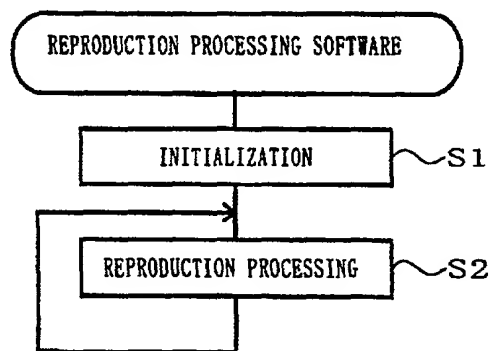 REPRODUCTION PROCESSING SOFTWARE
INITIALIZATION
S1
REPRODUCTION PROCESSING
S2